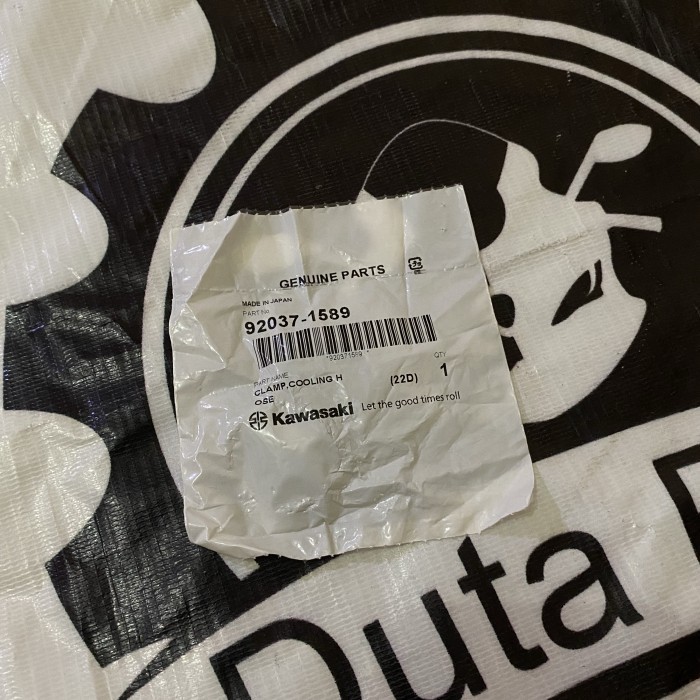 GENUINE PARTS
MADE IN JAPAN
PART No.
92037-1589
*920371589*
PART NAME
QTY
CLAMP,COOLING H (22D) 1
OSE
Kawasaki Let the good times roll
Duta